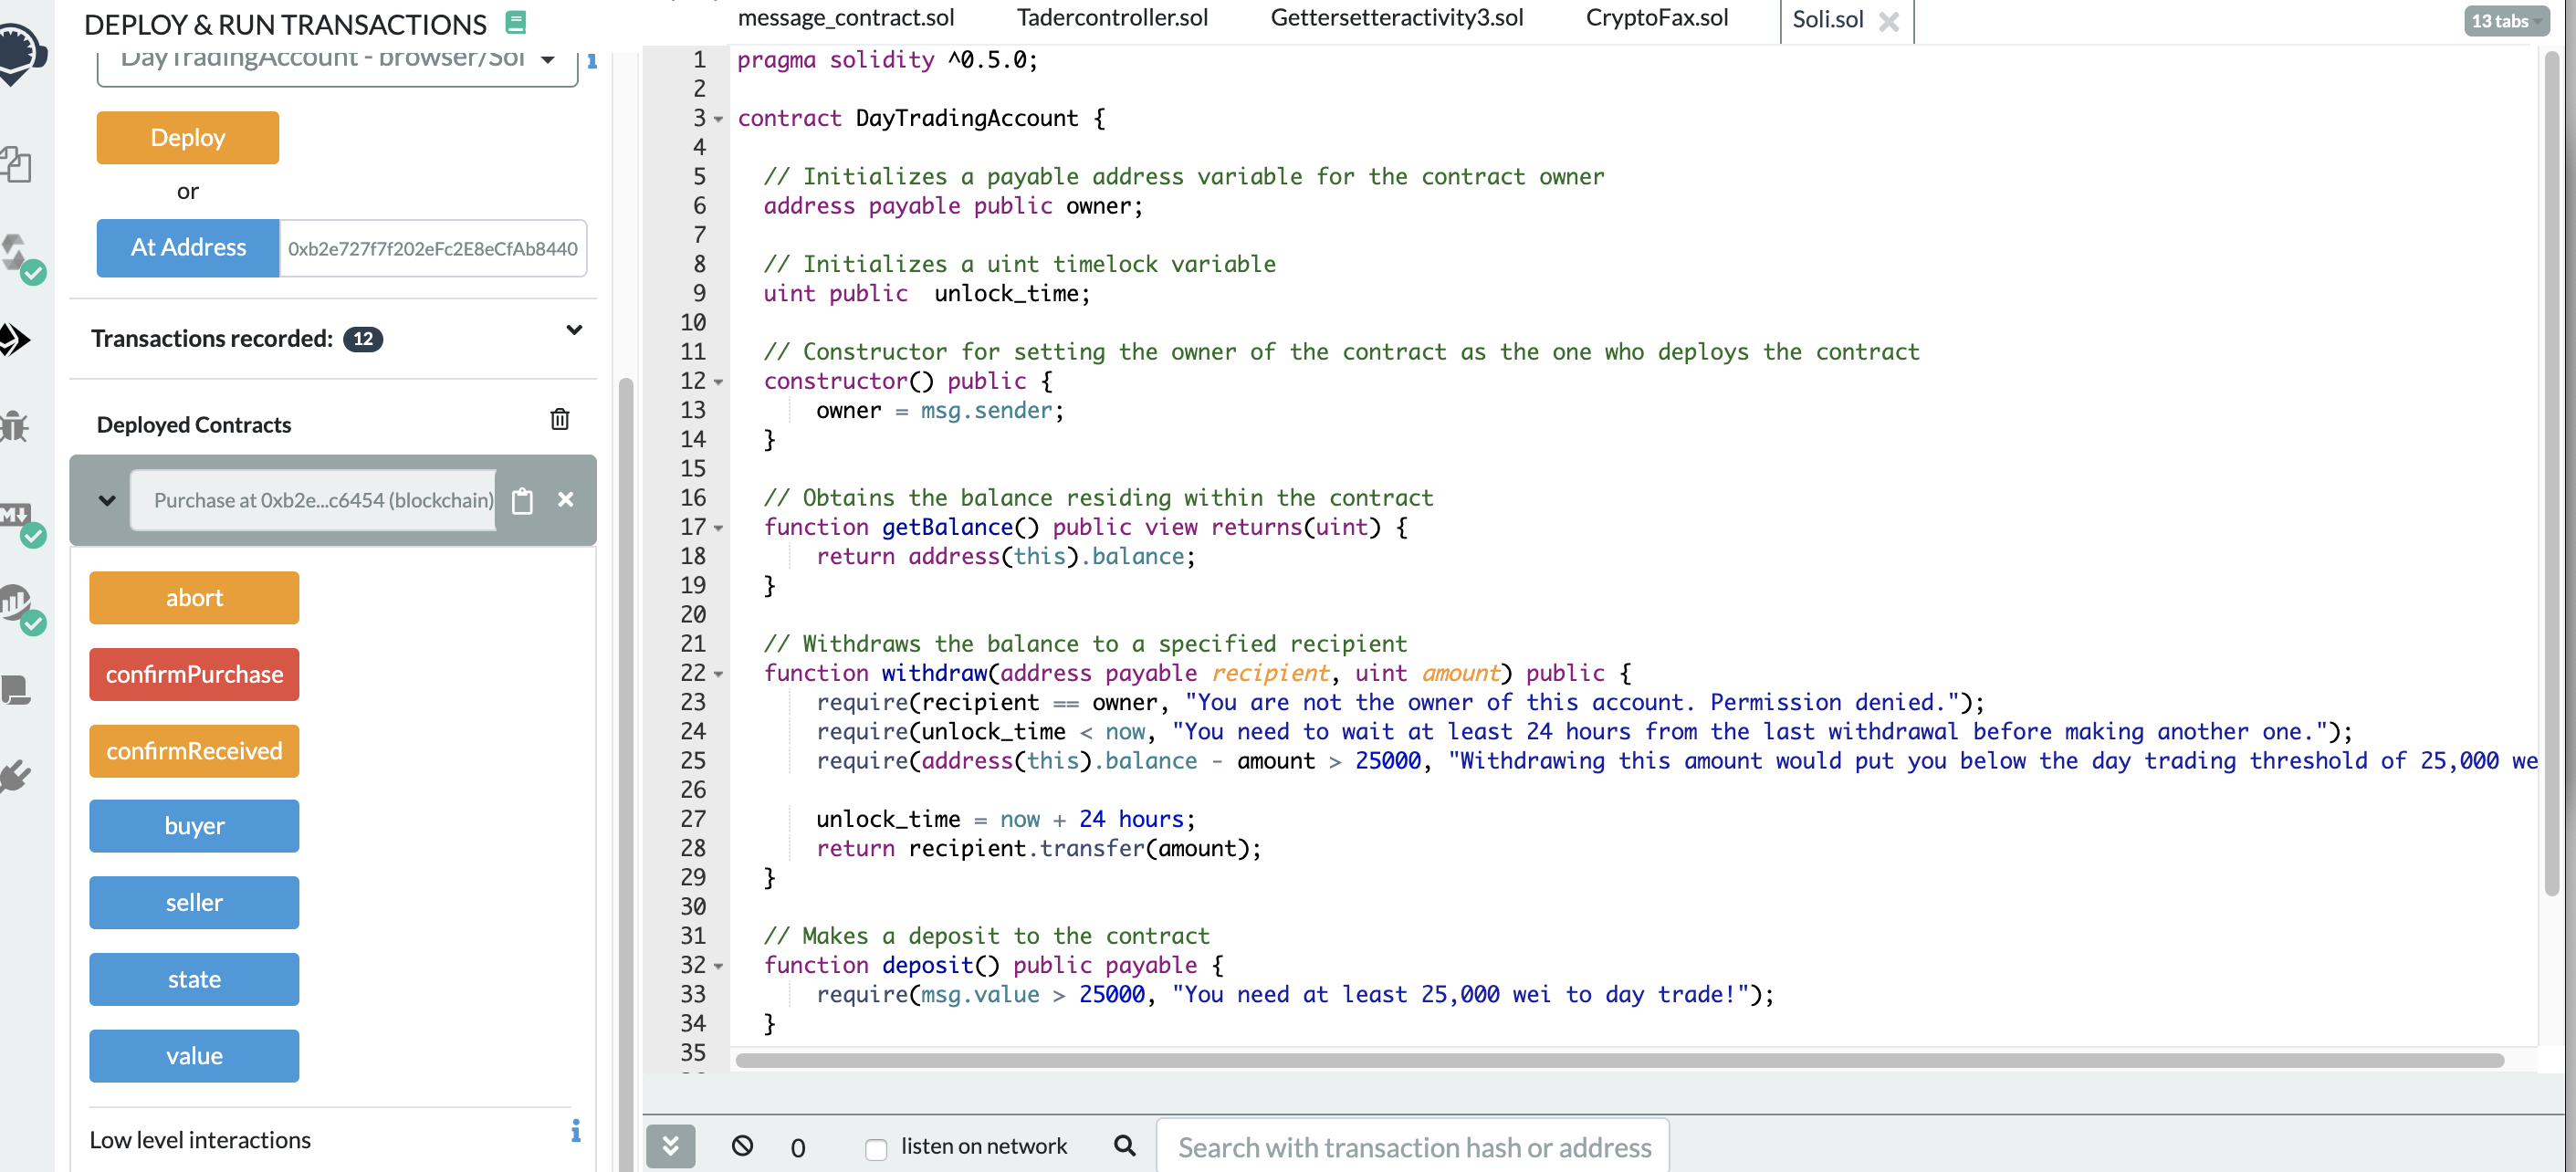 DEPLOY & RUN TRANSACTIONS
DayTradingAccount - browser/Sol
i
Deploy
or
At Address
0xb2e727f7f202eFc2E8eCfAb8440
Transactions recorded: 12
Deployed Contracts
Purchase at 0xb2e...c6454 (blockchain)
abort
confirmPurchase
confirmReceived
buyer
seller
state
value
Low level interactions
i
M
message_contract.sol
Tadercontroller.sol
Gettersetteractivity3.sol
CryptoFax.sol
Soli.sol
13 tabs
1 pragma solidity ^0.5.0;
2
3 contract DayTradingAccount {
4
5 // Initializes a payable address variable for the contract owner
6 address payable public owner;
7
8 // Initializes a uint timelock variable
9 uint public  unlock_time;
10
11 // Constructor for setting the owner of the contract as the one who deploys the contract
12 constructor() public {
13 owner = msg.sender;
14 }
15
16 // Obtains the balance residing within the contract
17 function getBalance() public view returns(uint) {
18 return address(this).balance;
19 }
20
21 // Withdraws the balance to a specified recipient
22 function withdraw(address payable recipient, uint amount) public {
23 require(recipient == owner, "You are not the owner of this account. Permission denied.");
24 require(unlock_time < now, "You need to wait at least 24 hours from the last withdrawal before making another one.");
25 require(address(this).balance - amount > 25000, "Withdrawing this amount would put you below the day trading threshold of 25,000 we
26
27 unlock_time = now + 24 hours;
28 return recipient.transfer(amount);
29 }
30
31 // Makes a deposit to the contract
32 function deposit() public payable {
33 require(msg.value > 25000, "You need at least 25,000 wei to day trade!");
34 }
35
0
listen on network
Search with transaction hash or address